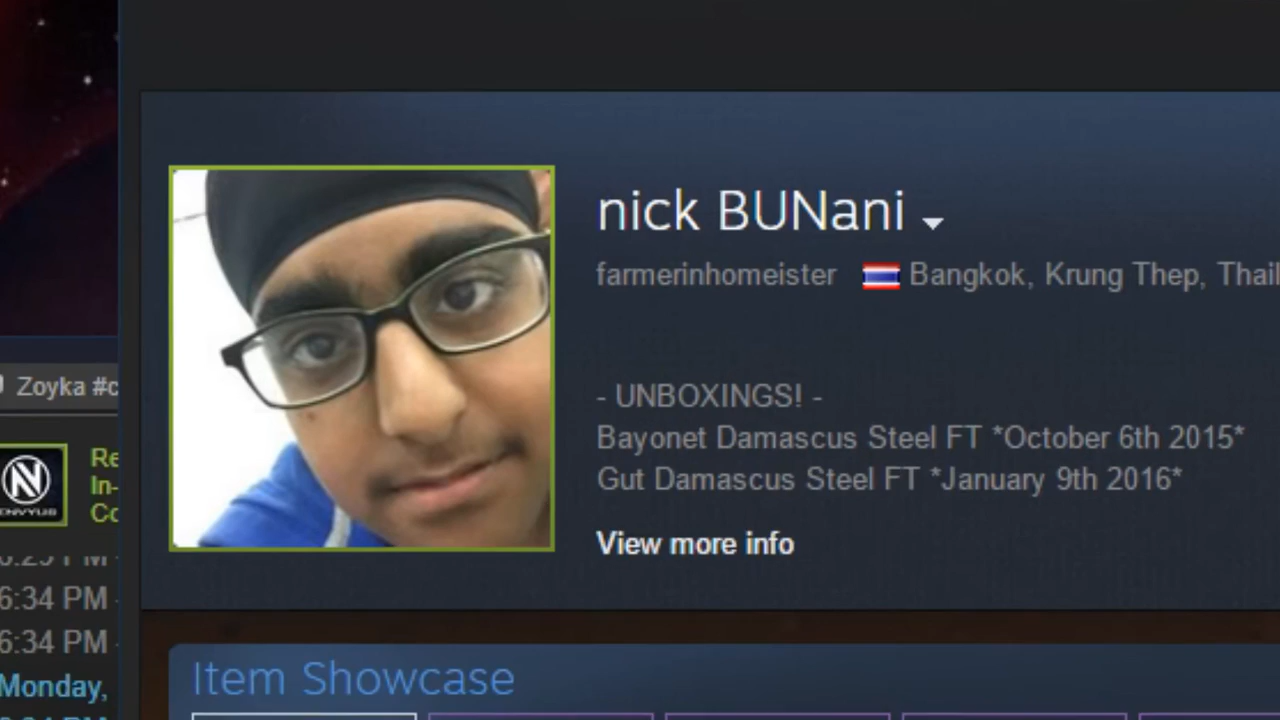 nick BUNani
farmerinhomeister Bangkok, Krung Thep,
- UNBOXINGS! -
Bayonet Damascus Steel FT *October 6th 2015*
Gut Damascus Steel FT *January 9th 2016*
View more info
Item Showcase
Zoyka
ENVYUS
6:34 PM
6:34 PM
Monday,